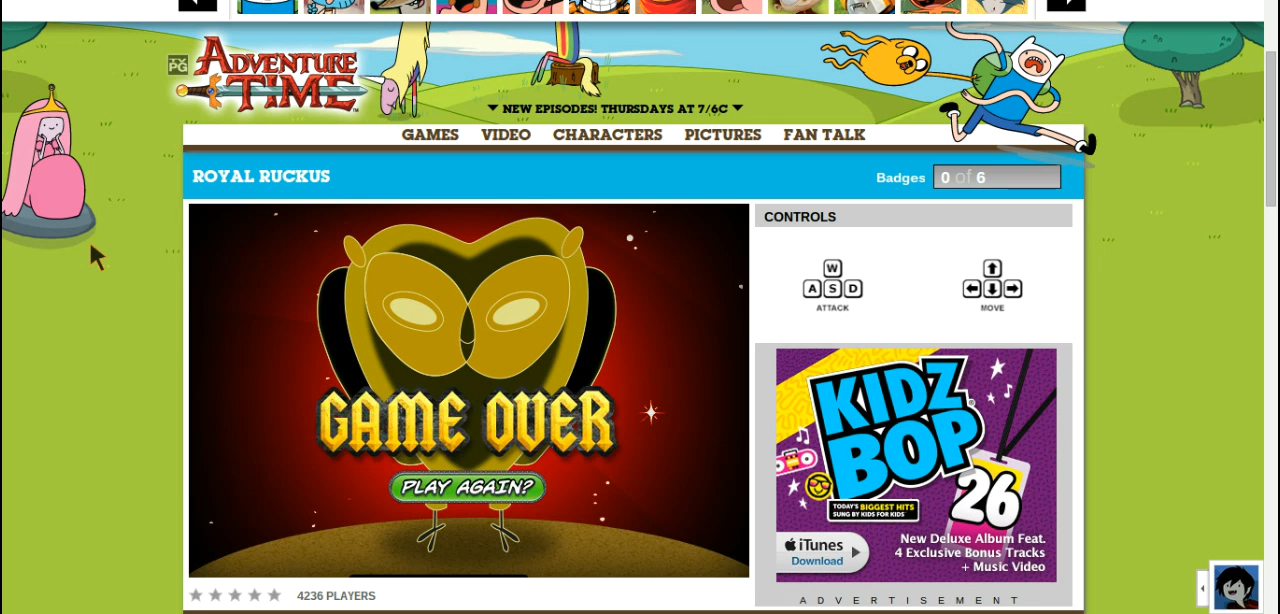 TV
PG
ADVENTURE
TIME
NEW EPISODES! THURSDAYS AT 7/6C
GAMES VIDEO CHARACTERS PICTURES FAN TALK
ROYAL RUCKUS
Badges 0 of 6
CONTROLS
W
A S D
ATTACK
MOVE
GAME OVER
PLAY AGAIN?
KIDZ
BOP
26
TODAY'S BIGGEST HITS
SUNG BY KIDS FOR KIDS
iTunes
Download
New Deluxe Album Feat.
4 Exclusive Bonus Tracks
+ Music Video
4236 PLAYERS
ADVERTISEMENT